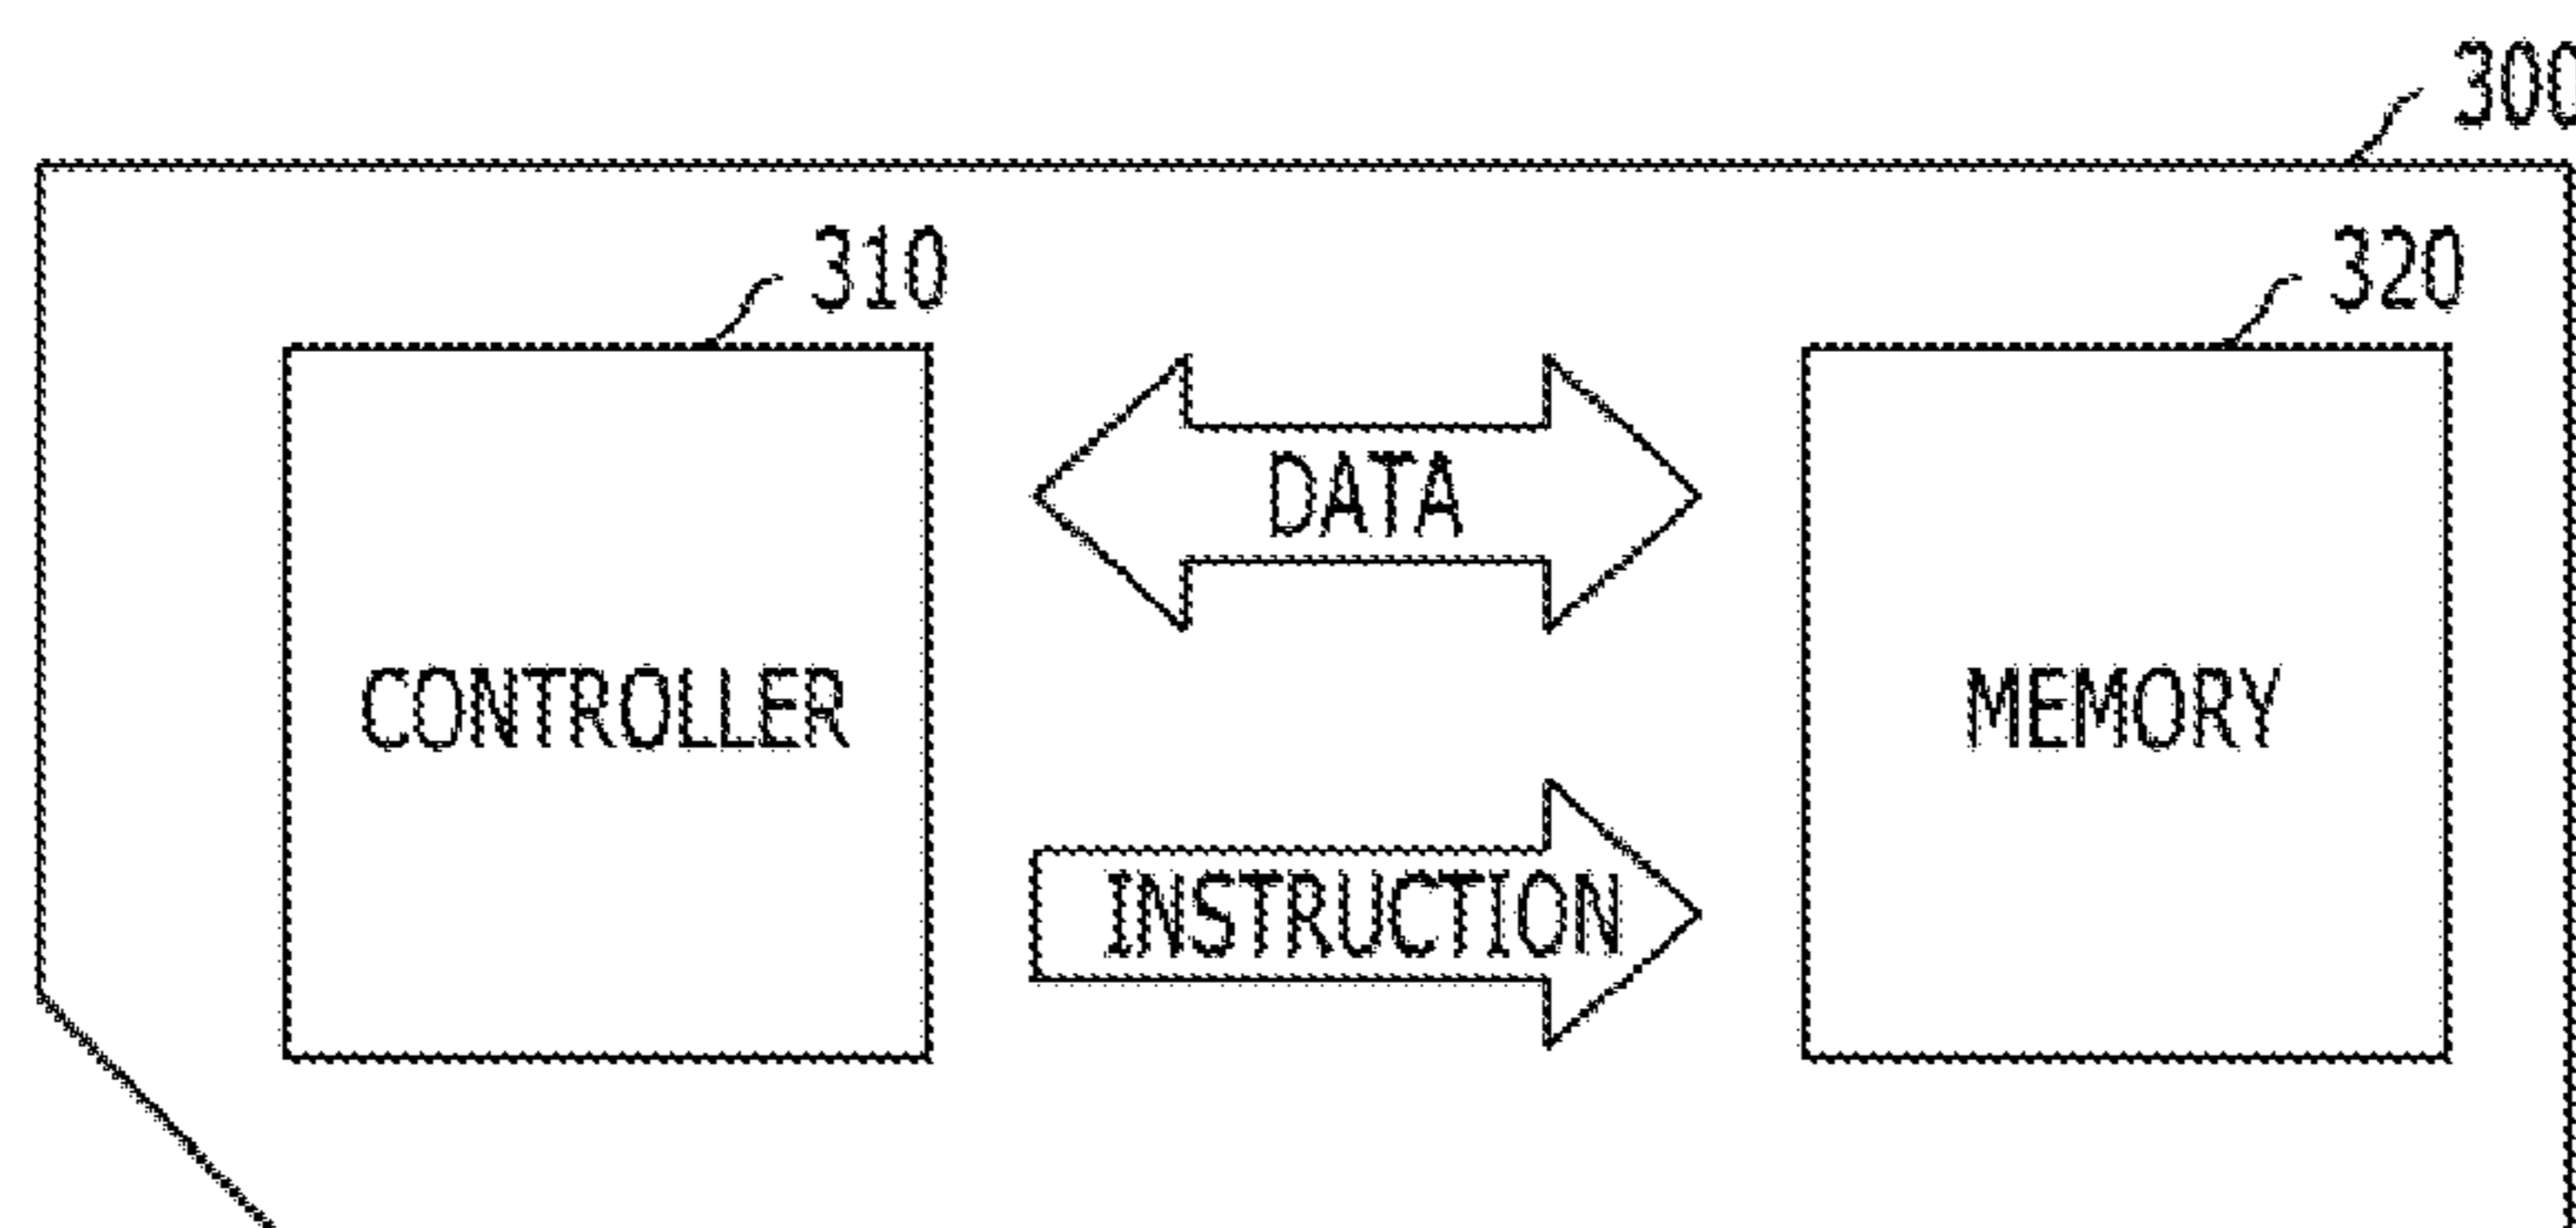 300
310
320
DATA
CONTROLLER
MEMORY
INSTRUCTION